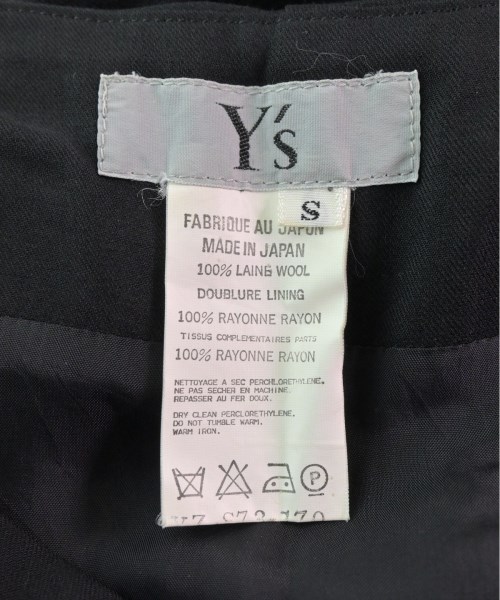 Y's
S
FABRIQUE AU JAPON
MADE IN JAPAN
100% LAINE WOOL
DOUBLURE LINING
100% RAYONNE RAYON
TISSUS COMPLEMENTAIRES PARTS
100% RAYONNE RAYON
NETTOYAGE A SEC PERCHLORETHYLENE.
NE PAS SECHER EN MACHINE.
REPASSER AU FER DOUX.
DRY CLEAN PERCLORETHYLENE.
DO NOT TUMBLE WARM.
WARM IRON.
P